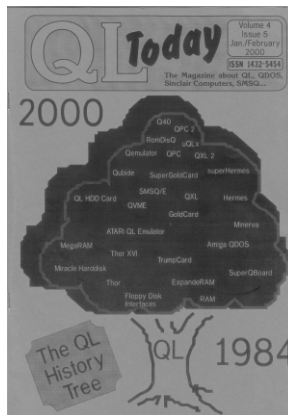 QL Today
Volume 4
Issue 5
Jan./February
2000
ISSN 1432-5454
The Magazine about QL, QDOS,
Sinclair Computers, SMSQ...
2000
Q40
QPC 2
RomDisQ
uQLx
Qemulator
QPC
QXL 2
Qubide
SuperGoldCard
superHermes
QL HDD Card
SMSQ/E
QXL
Hermes
QVME
GoldCard
Minerva
ATARI-QL Emulator
MegaRAM
Amiga QDOS
Thor XVI
TrumpCard
Miracle Harddisk
SuperQBoard
Thor
ExpandeRAM
Floppy Disk
Interfaces
RAM
The QL
History
Tree
QL
1984